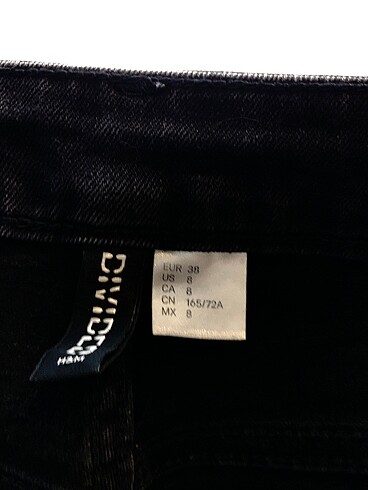 DIVIDED
H&M
EUR 38
US 8
CA 8
CN 165/72A
MX 8